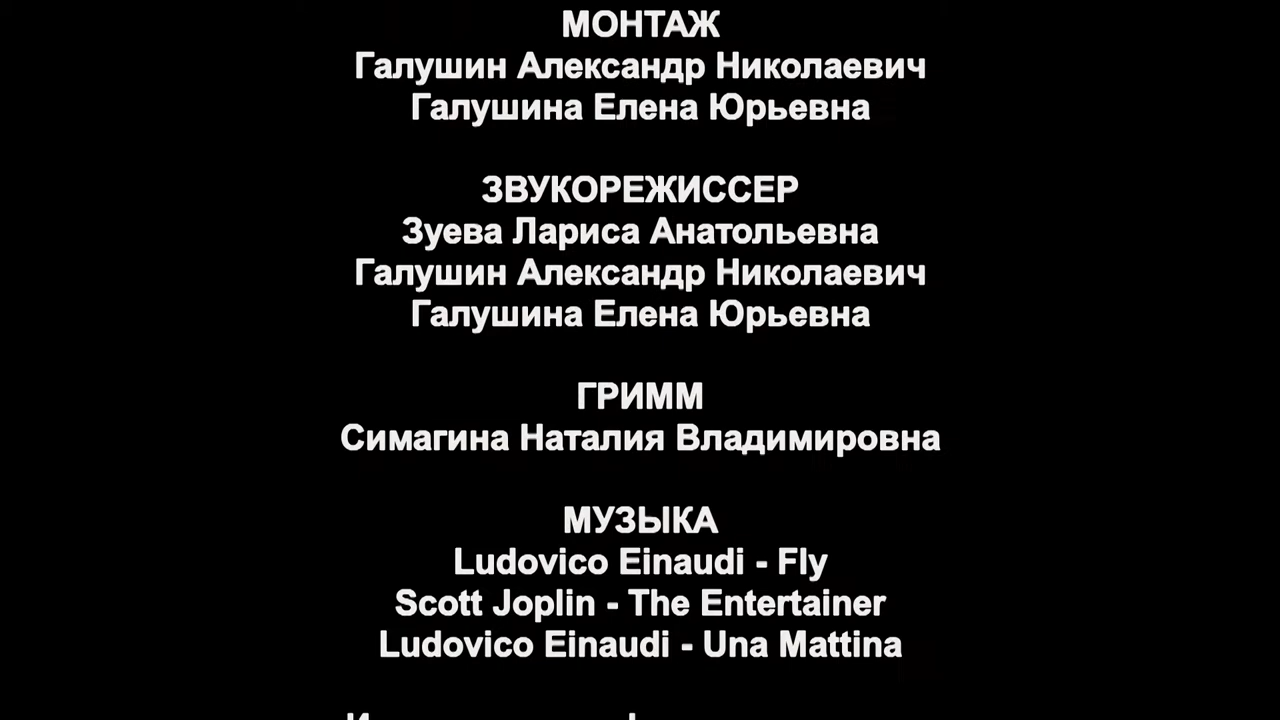 МОНТАЖ
Галушин Александр Николаевич
Галушина Елена Юрьевна
ЗВУКОРЕЖИССЕР
Зуева Лариса Анатольевна
Галушин Александр Николаевич
Галушина Елена Юрьевна
ГРИММ
Симагина Наталия Владимировна
МУЗЫКА
Ludovico Einaudi - Fly
Scott Joplin - The Entertainer
Ludovico Einaudi - Una Mattina